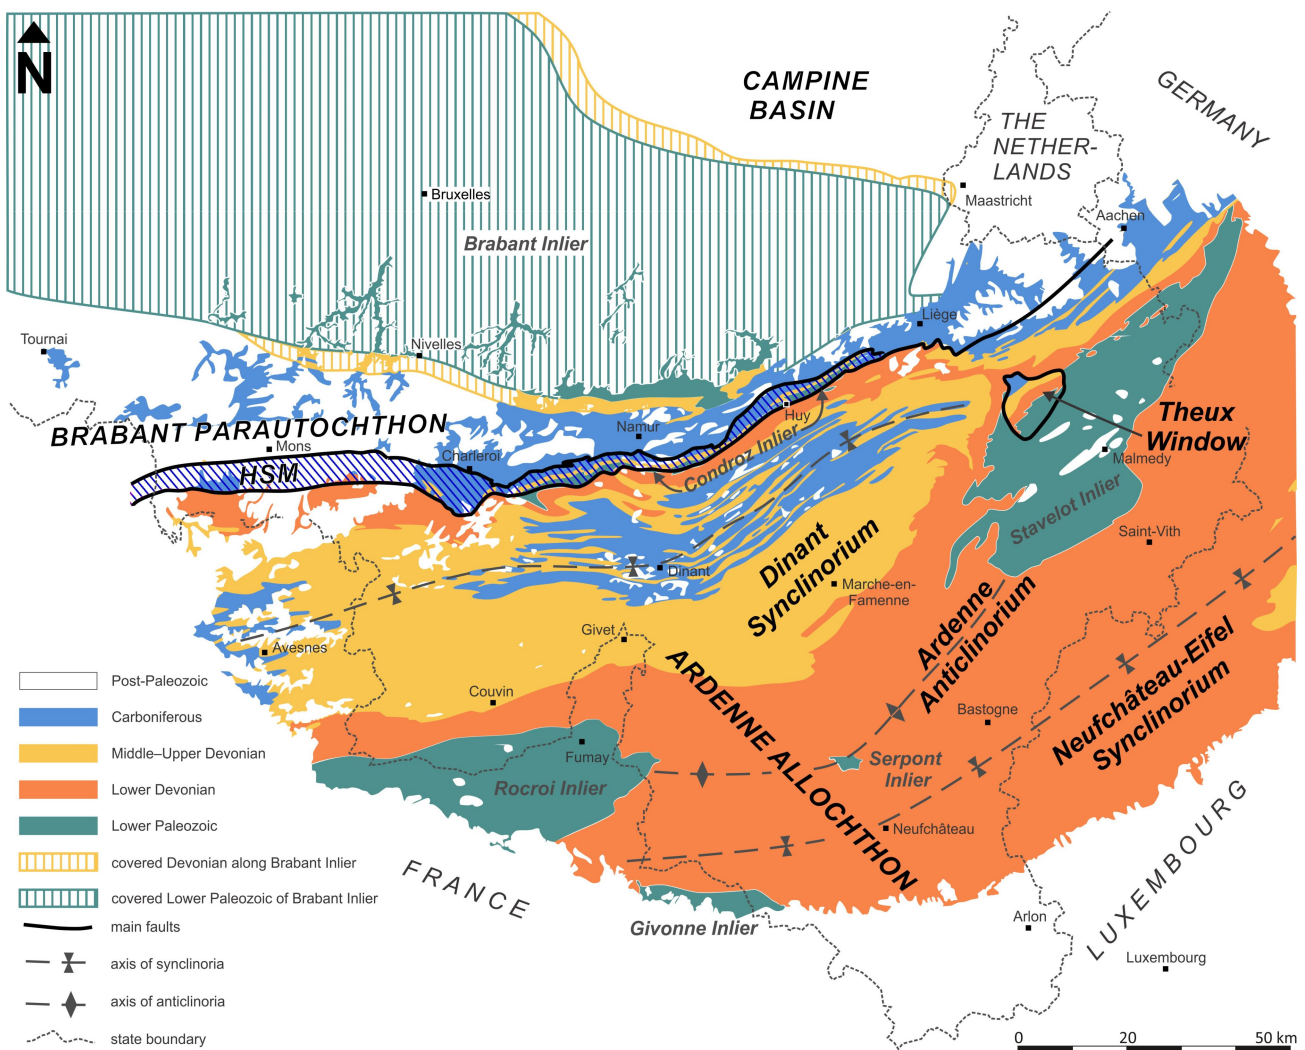 N
CAMPINE
BASIN
GERMANY
THE
NETHER-
LANDS
Maastricht
Aachen
Bruxelles
Brabant Inlier
Liège
Tournai
Nivelles
Huy
Theux
Window
BRABANT PARAUTOCHTHON
Namur
Mons
Charleroi
Condroz Inlier
Malmedy
HSM
Stavelot Inlier
Saint-Vith
Dinant
Synclinorium
Dinant
Marche-en-
Famenne
Givet
Avesnes
Ardenne
Anticlinorium
Neufchâteau-Eifel
Synclinorium
ARDENNE ALLOCHTHON
Couvin
Bastogne
Fumay
Serpont
Inlier
Rocroi Inlier
Neufchâteau
FRANCE
LUXEMBOURG
Givonne Inlier
Arlon
Luxembourg
Post-Paleozoic
Carboniferous
Middle–Upper Devonian
Lower Devonian
Lower Paleozoic
covered Devonian along Brabant Inlier
covered Lower Paleozoic of Brabant Inlier
main faults
axis of synclinoria
axis of anticlinoria
state boundary
0 20 50 km